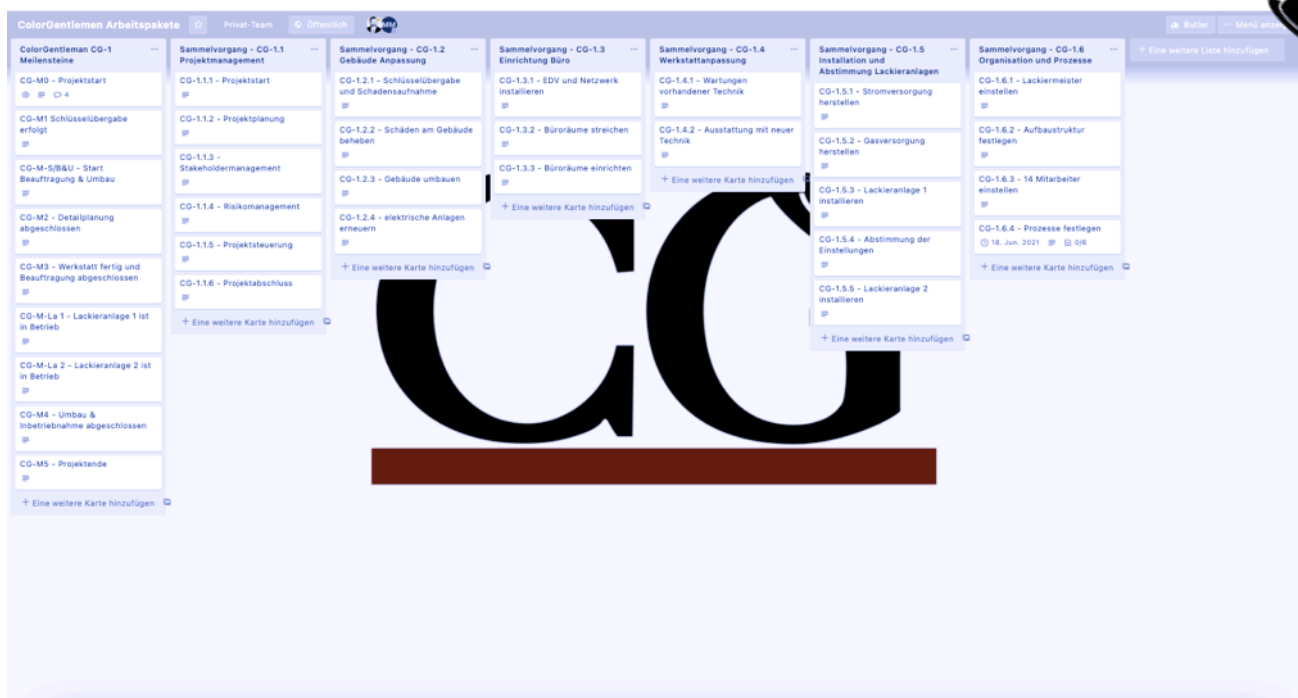 ColorGentlemen Arbeitspakete
Privat-Team
Öffentlich
MM
Butler
Menü
ColorGentleman CG-1
Meilensteine
CG-M0 - Projektstart
4
CG-M1 Schlüsselübergabe
erfolgt
CG-M-S/B&U - Start
Beauftragung & Umbau
CG-M2 - Detailplanung
abgeschlossen
CG-M3 - Werkstatt fertig und
Beauftragung abgeschlossen
CG-M-La 1 - Lackieranlage 1 ist
in Betrieb
CG-M-La 2 - Lackieranlage 2 ist
in Betrieb
CG-M4 - Umbau &
Inbetriebnahme abgeschlossen
CG-M5 - Projektende
+ Eine weitere Karte hinzufügen
Sammelvorgang - CG-1.1
Projektmanagement
CG-1.1.1 - Projektstart
CG-1.1.2 - Projektplanung
CG-1.1.3 -
Stakeholdermanagement
CG-1.1.4 - Risikomanagement
CG-1.1.5 - Projektsteuerung
CG-1.1.6 - Projektabschluss
+ Eine weitere Karte hinzufügen
Sammelvorgang - CG-1.2
Gebäude Anpassung
CG-1.2.1 - Schlüsselübergabe
und Schadensaufnahme
CG-1.2.2 - Schäden am Gebäude
beheben
CG-1.2.3 - Gebäude umbauen
CG-1.2.4 - elektrische Anlagen
erneuern
+ Eine weitere Karte hinzufügen
Sammelvorgang - CG-1.3
Einrichtung Büro
CG-1.3.1 - EDV und Netzwerk
installieren
CG-1.3.2 - Büroräume streichen
CG-1.3.3 - Büroräume einrichten
+ Eine weitere Karte hinzufügen
Sammelvorgang - CG-1.4
Werkstattanpassung
CG-1.4.1 - Wartungen
vorhandener Technik
CG-1.4.2 - Ausstattung mit neuer
Technik
+ Eine weitere Karte hinzufügen
Sammelvorgang - CG-1.5
Installation und
Abstimmung Lackieranlagen
CG-1.5.1 - Stromversorgung
herstellen
CG-1.5.2 - Gasversorgung
herstellen
CG-1.5.3 - Lackieranlage 1
installieren
CG-1.5.4 - Abstimmung der
Einstellungen
CG-1.5.5 - Lackieranlage 2
installieren
+ Eine weitere Karte hinzufügen
Sammelvorgang - CG-1.6
Organisation und Prozesse
CG-1.6.1 - Lackiermeister
einstellen
CG-1.6.2 - Aufbaustruktur
festlegen
CG-1.6.3 - 14 Mitarbeiter
einstellen
CG-1.6.4 - Prozesse festlegen
18. Jun. 2021 0/6
+ Eine weitere Karte hinzufügen
+ Eine weitere Liste hinzufügen
CG